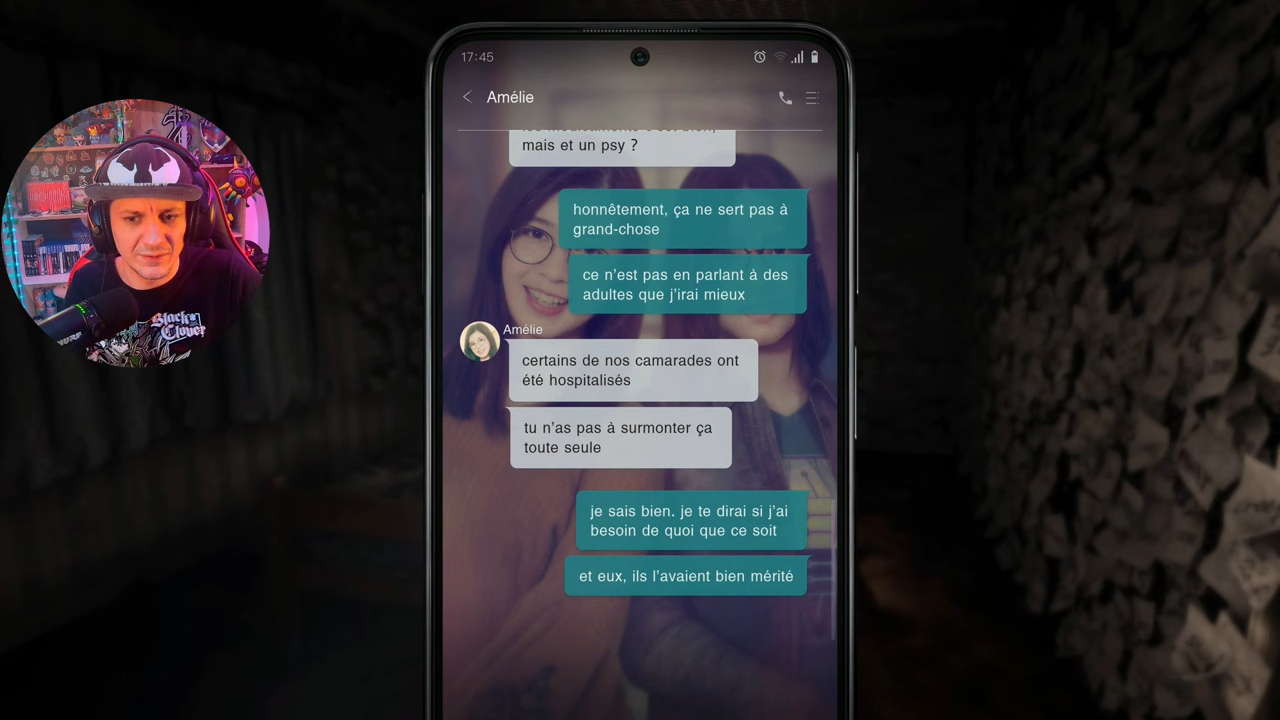 17:45
Amélie
mais et un psy ?
honnêtement, ça ne sert pas à
grand-chose
ce n'est pas en parlant à des
adultes que j'irai mieux
Amélie
certains de nos camarades ont
été hospitalisés
tu n'as pas à surmonter ça
toute seule
je sais bien. je te dirai si j'ai
besoin de quoi que ce soit
et eux, ils l'avaient bien mérité
Black
Clover